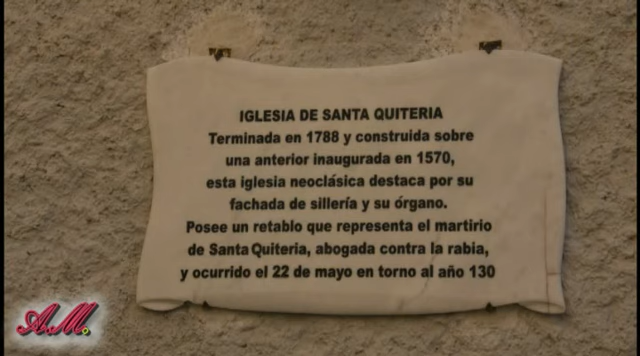 IGLESIA DE SANTA QUITERIA
Terminada en 1788 y construida sobre
una anterior inaugurada en 1570,
esta iglesia neoclásica destaca por su
fachada de sillería y su órgano.
Posee un retablo que representa el martirio
de Santa Quiteria, abogada contra la rabia,
y ocurrido el 22 de mayo en torno al año 130
A.M.